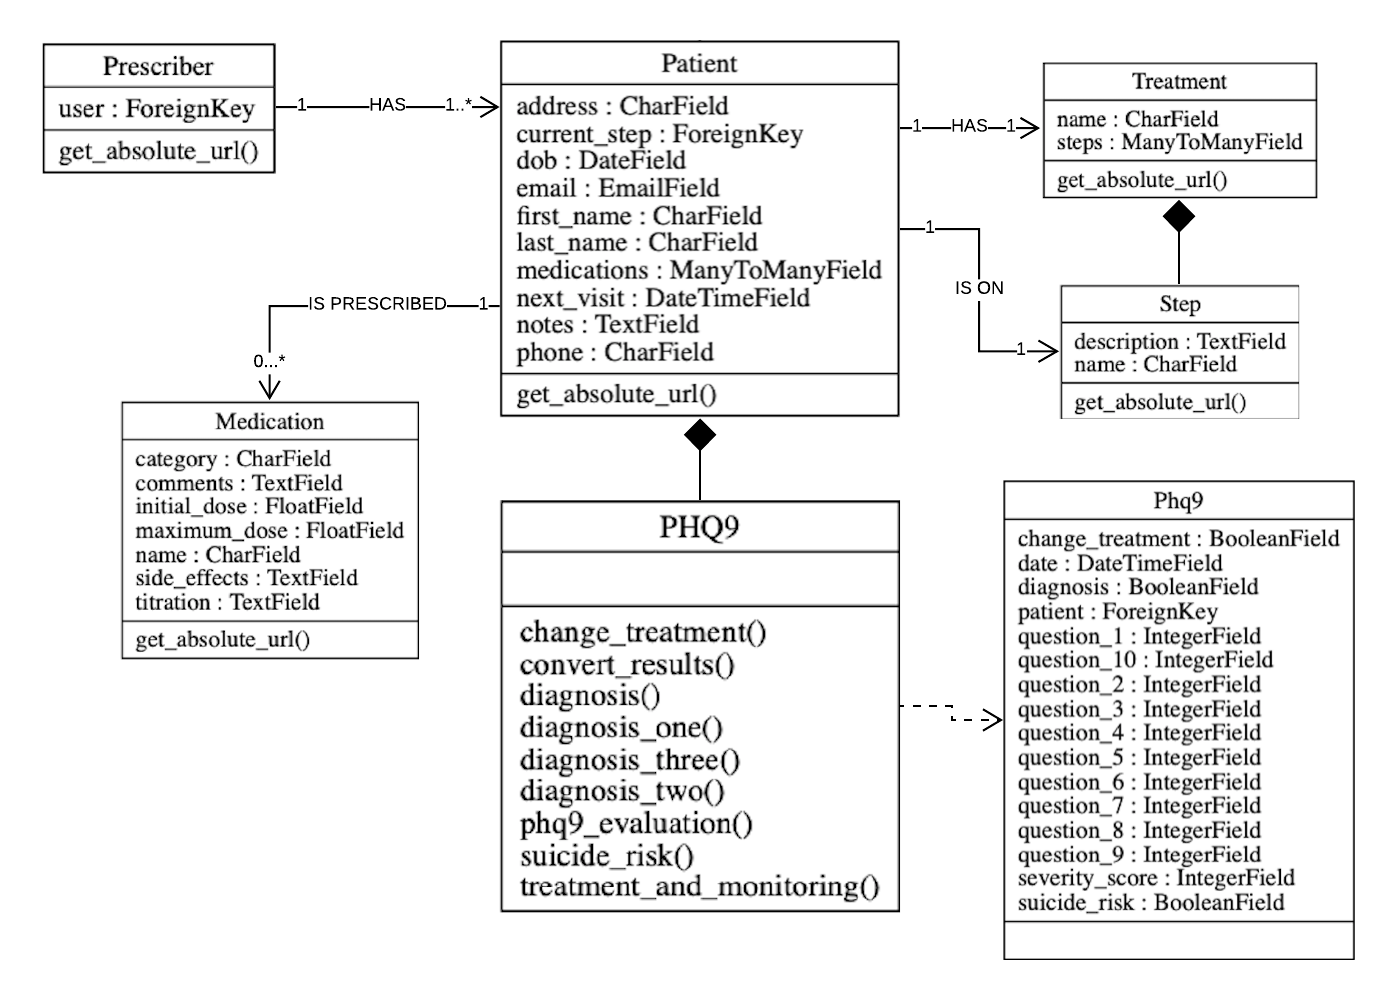 Prescriber
user : ForeignKey
get_absolute_url()
1
HAS
1..*
Patient
address : CharField
current_step : ForeignKey
dob : DateField
email : EmailField
first_name : CharField
last_name : CharField
medications : ManyToManyField
next_visit : DateTimeField
notes : TextField
phone : CharField
get_absolute_url()
1
HAS
1
Treatment
name : CharField
steps : ManyToManyField
get_absolute_url()
1
IS ON
1
Step
description : TextField
name : CharField
get_absolute_url()
IS PRESCRIBED
1
0...*
Medication
category : CharField
comments : TextField
initial_dose : FloatField
maximum_dose : FloatField
name : CharField
side_effects : TextField
titration : TextField
get_absolute_url()
PHQ9
change_treatment()
convert_results()
diagnosis()
diagnosis_one()
diagnosis_three()
diagnosis_two()
phq9_evaluation()
suicide_risk()
treatment_and_monitoring()
Phq9
change_treatment : BooleanField
date : DateTimeField
diagnosis : BooleanField
patient : ForeignKey
question_1 : IntegerField
question_10 : IntegerField
question_2 : IntegerField
question_3 : IntegerField
question_4 : IntegerField
question_5 : IntegerField
question_6 : IntegerField
question_7 : IntegerField
question_8 : IntegerField
question_9 : IntegerField
severity_score : IntegerField
suicide_risk : BooleanField